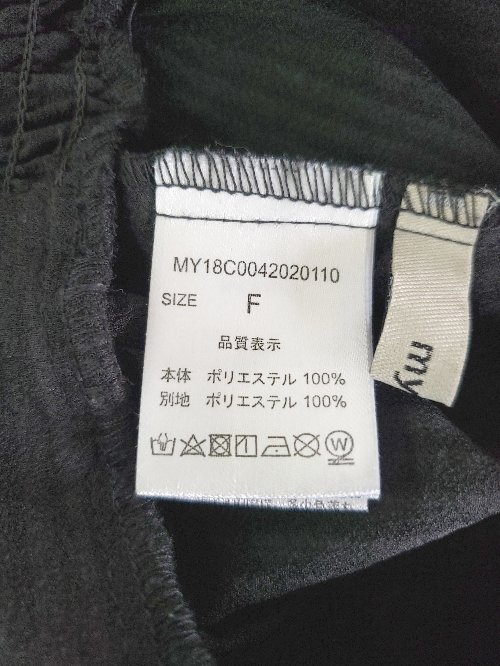 MY18C0042020110
SIZE F
品質表示
本体 ポリエステル 100%
別地 ポリエステル 100%
W
my